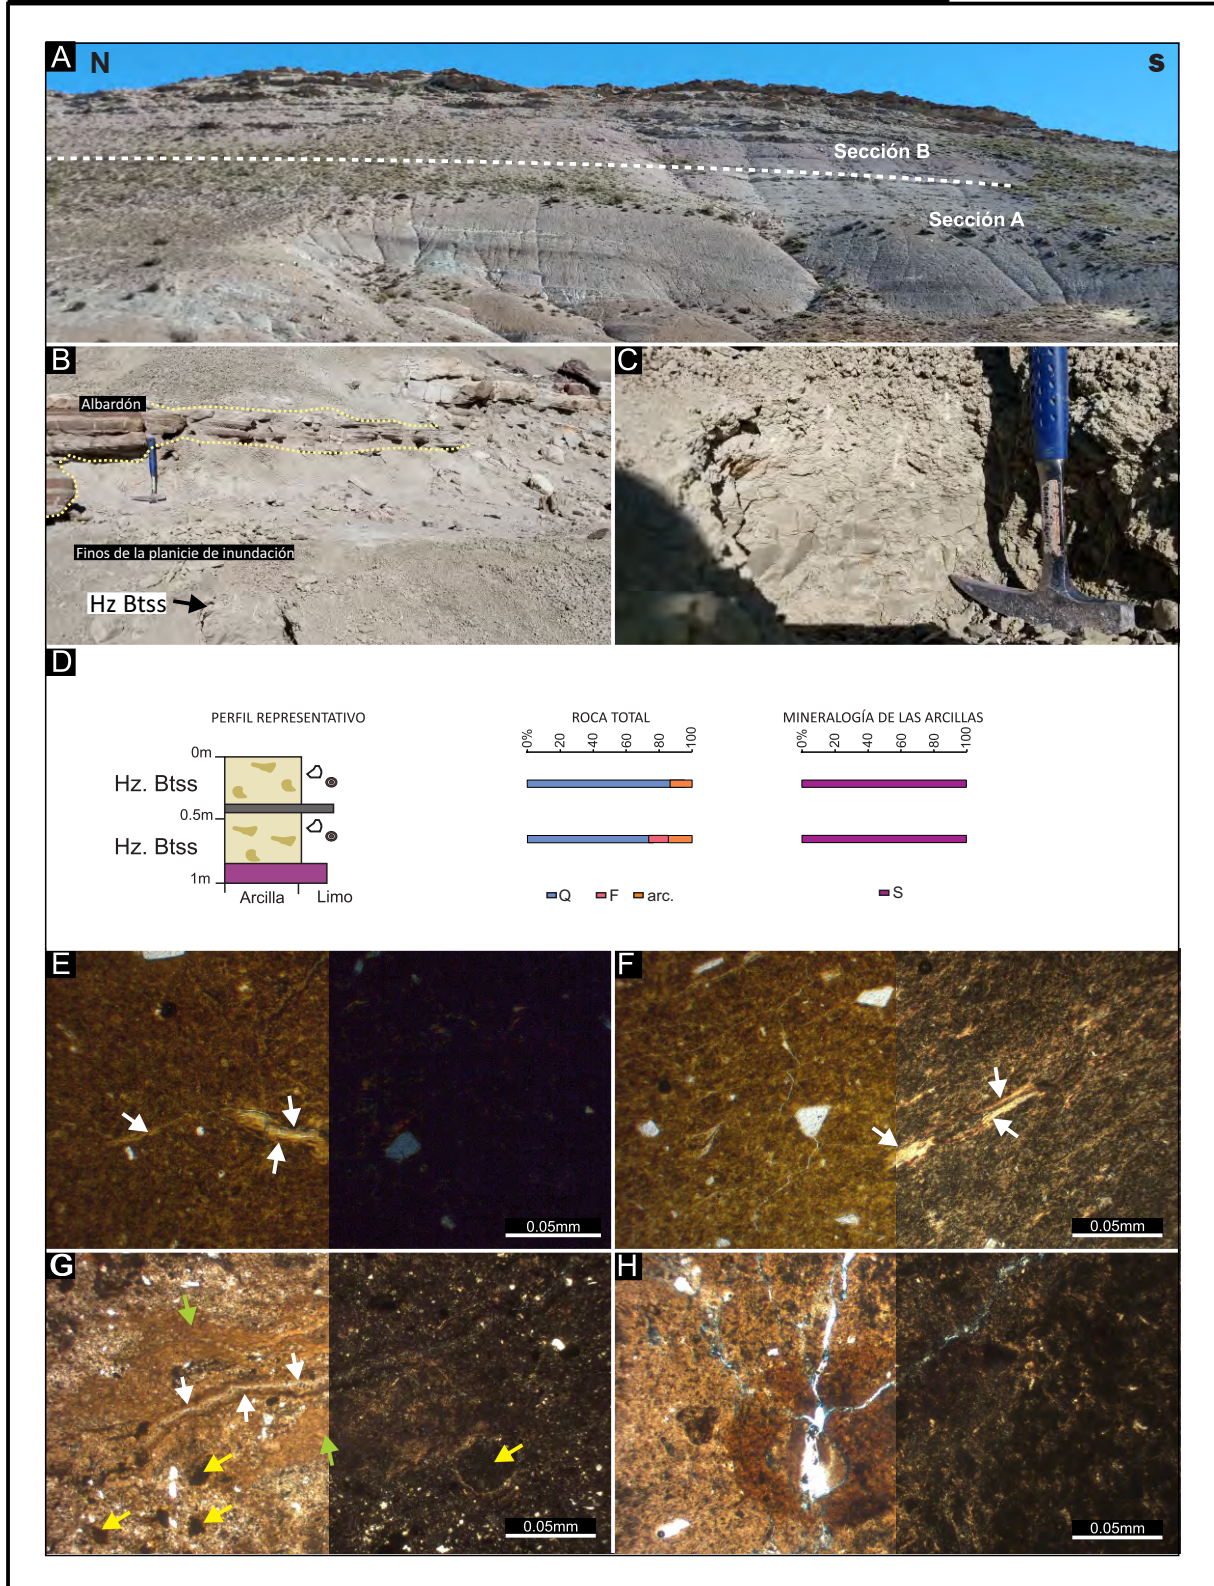 A
N
S
Sección B
Sección A
B
Albardón
Finos de la planicie de inundación
Hz Btss
C
D
PERFIL REPRESENTATIVO
ROCA TOTAL
MINERALOGÍA DE LAS ARCILLAS
0% 20 40 60 80 100
0% 20 40 60 80 100
0m
Hz. Btss
0.5m
Hz. Btss
1m
Arcilla Limo
Q F arc.
S
E
0.05mm
F
0.05mm
G
0.05mm
H
0.05mm